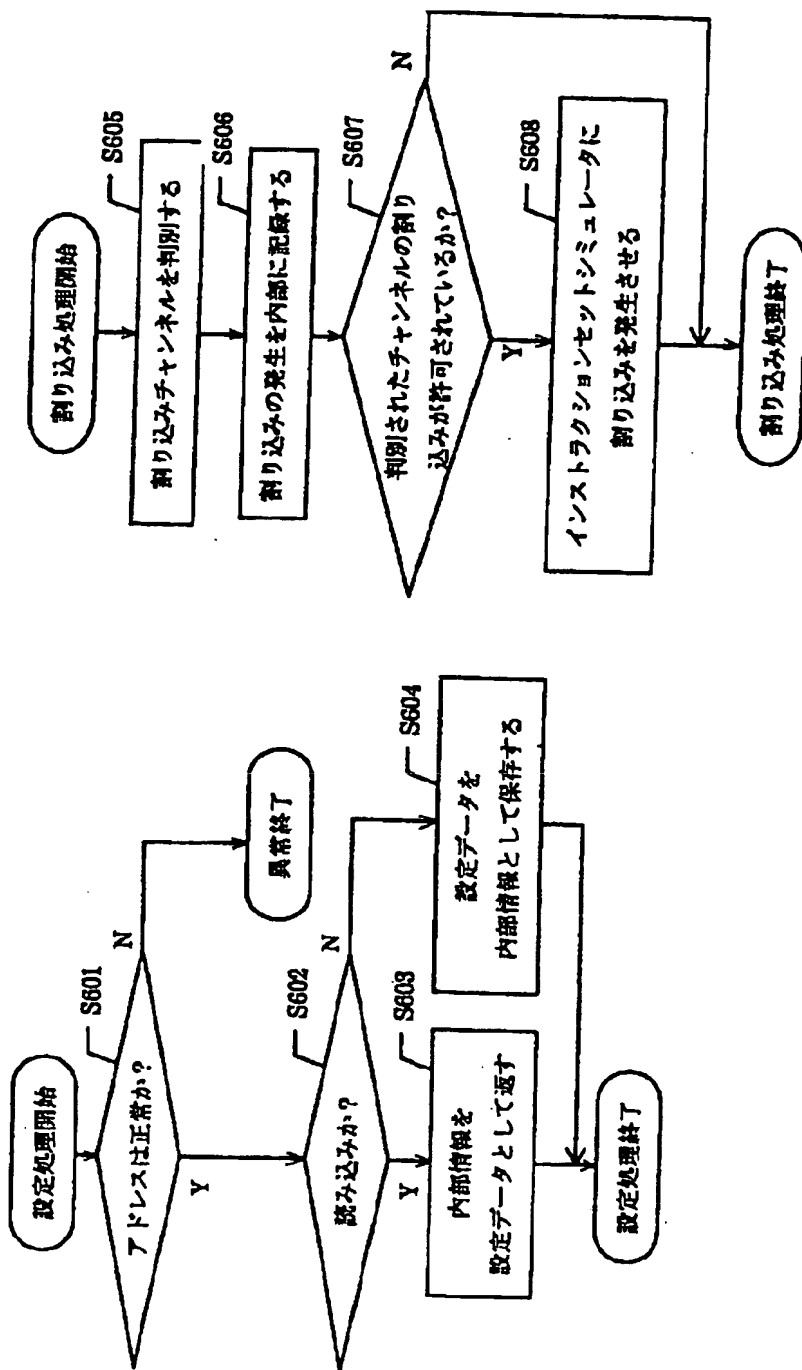 設定処理開始
S601
アドレスは正常か?
N
Y
異常終了
S602
読み込みか?
N
Y
S603
内部情報を
設定データとして返す
S604
設定データを
内部情報として保存する
設定処理終了
割り込み処理開始
S605
割り込みチャンネルを判別する
S606
割り込みの発生を内部に記録する
S607
判別されたチャンネルの割り
込みが許可されているか?
N
Y
S608
インストラクションセットシミュレータに
割り込みを発生させる
割り込み処理終了